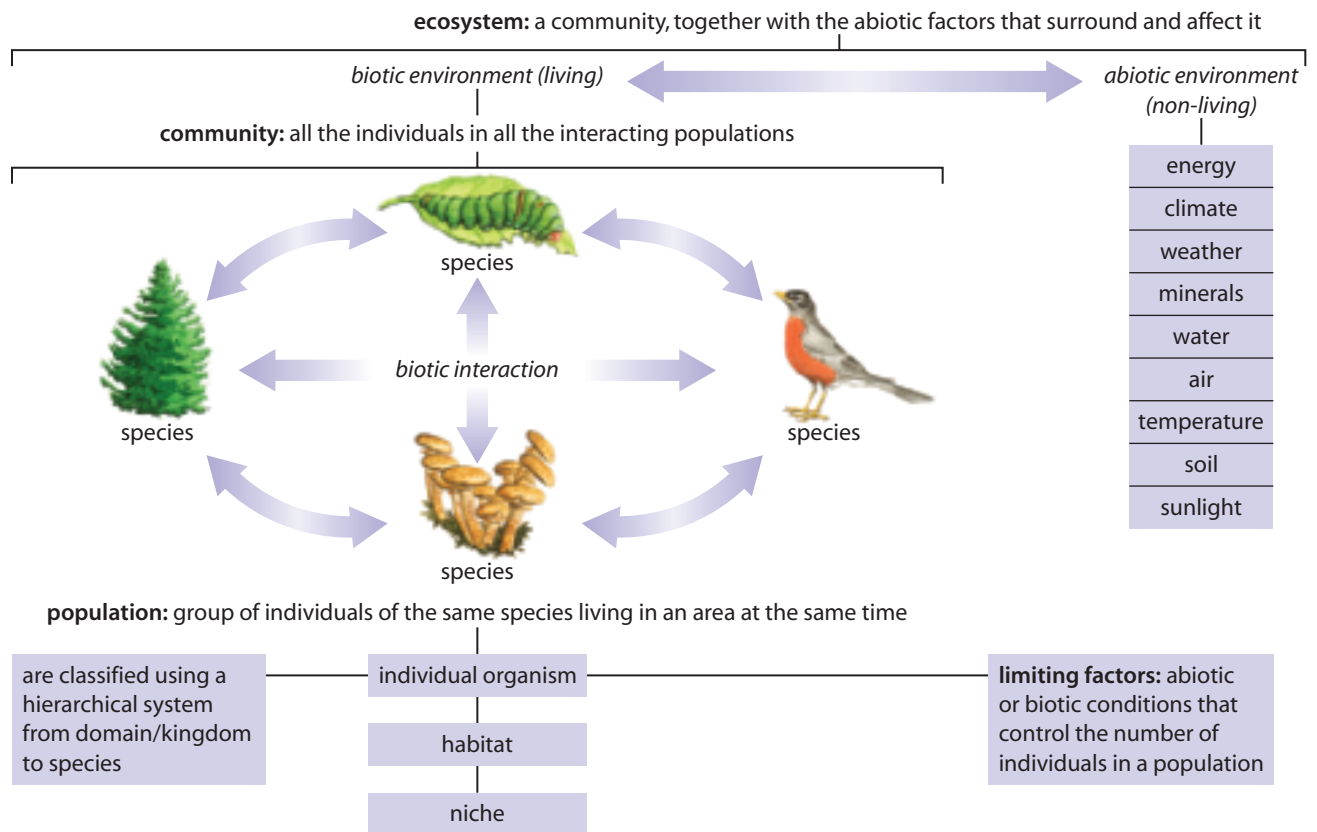 ecosystem: a community, together with the abiotic factors that surround and affect it
biotic environment (living)
abiotic environment
(non-living)
community: all the individuals in all the interacting populations
energy
climate
weather
minerals
water
air
temperature
soil
sunlight
species
species
biotic interaction
species
species
population: group of individuals of the same species living in an area at the same time
are classified using a
hierarchical system
from domain/kingdom
to species
individual organism
habitat
niche
limiting factors: abiotic
or biotic conditions that
control the number of
individuals in a population